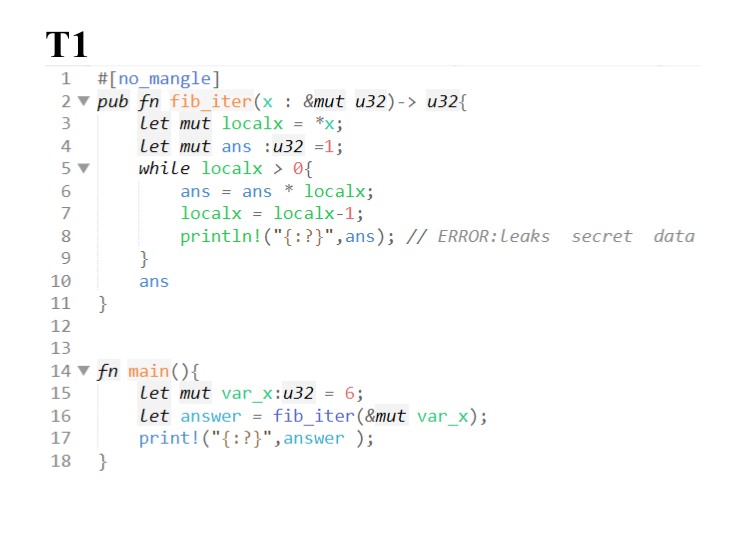 T1
1 #[no_mangle]
2 pub fn fib_iter(x : &mut u32)-> u32{
3 let mut localx = *x;
4 let mut ans :u32 =1;
5 while localx > 0{
6 ans = ans * localx;
7 localx = localx-1;
8 println!("{:?}",ans); // ERROR:leaks secret data
9 }
10 ans
11 }
12
13
14 fn main(){
15 let mut var_x:u32 = 6;
16 let answer = fib_iter(&mut var_x);
17 print!("{:?}",answer );
18 }